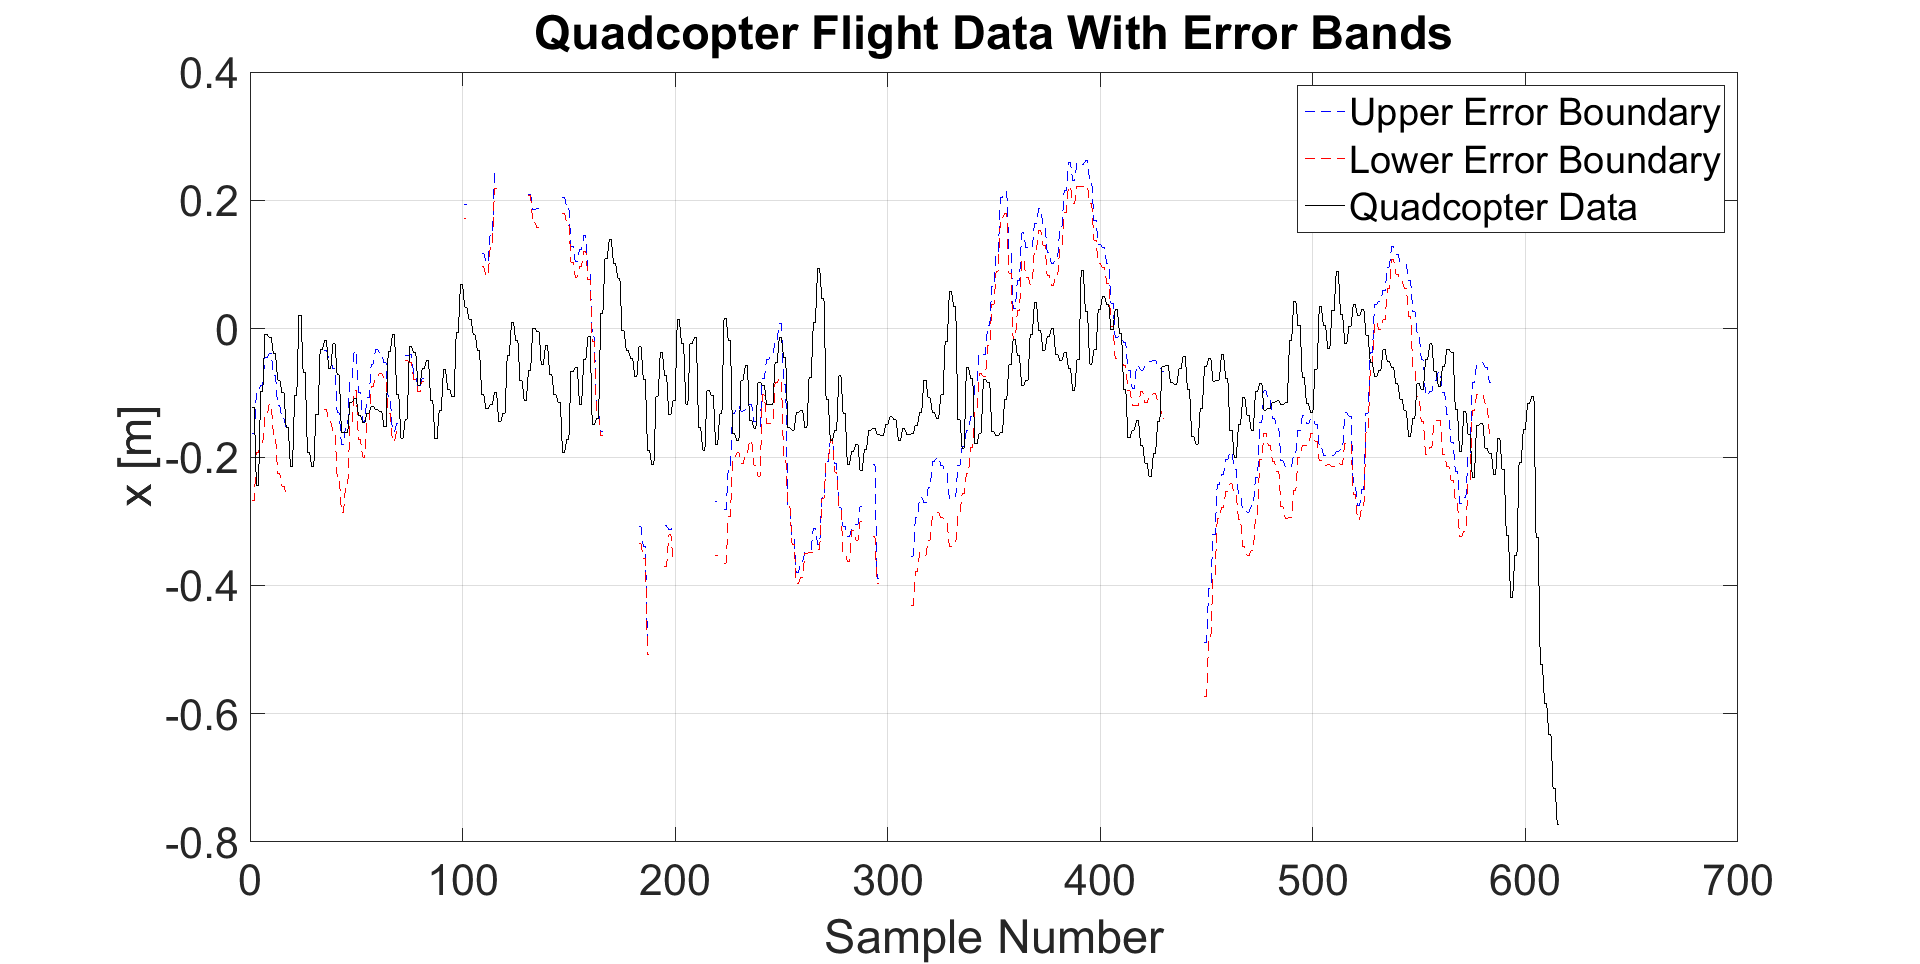 Quadcopter Flight Data With Error Bands
0.4
0.2
0
-0.2
-0.4
-0.6
-0.8
x [m]
Upper Error Boundary
Lower Error Boundary
Quadcopter Data
0 100 200 300 400 500 600 700
Sample Number